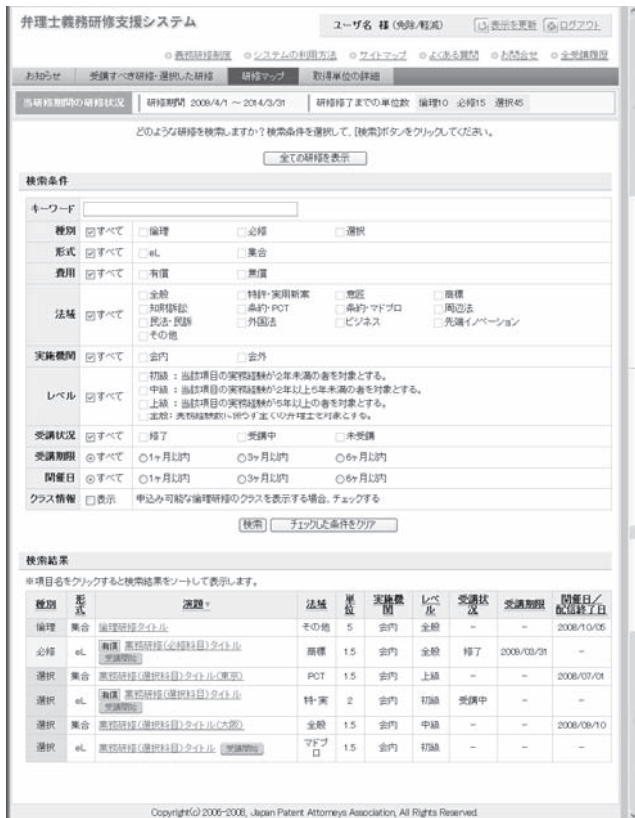 弁理士義務研修支援システム
ユーザ名 様 (免除/軽減) 表示を更新 ログアウト
義務研修制度 システムの利用方法 サイトマップ よくある質問 お問合せ 全受講履歴
お知らせ 受講すべき研修・選択した研修 研修マップ 取得単位の詳細
当研修期間の研修状況 研修期間 2009/4/1 ～ 2014/3/31 研修修了までの単位数 倫理10 必修15 選択45
どのような研修を検索しますか？検索条件を選択して、[検索]ボタンをクリックしてください。
全ての研修を表示
検索条件
キーワード
種別 すべて 倫理 必修 選択
形式 すべて eL 集合
費用 すべて 有償 無償
法域 すべて 全般 特許・実用新案 意匠 商標
知財訴訟 条約・PCT 条約・マドプロ 周辺法
民法・民訴 外国法 ビジネス 先端イノベーション
その他
実施機関 すべて 会内 会外
レベル すべて 初級 : 当該項目の実務経験が2年未満の者を対象とする。
中級 : 当該項目の実務経験が2年以上5年未満の者を対象とする。
上級 : 当該項目の実務経験が5年以上の者を対象とする。
全般: 実務経験数に拘らず全ての弁理士を対象とする。
受講状況 すべて 修了 受講中 未受講
受講期限 すべて 1ヶ月以内 3ヶ月以内 6ヶ月以内
開催日 すべて 1ヶ月以内 3ヶ月以内 6ヶ月以内
クラス情報 表示 申込み可能な倫理研修のクラスを表示する場合、チェックする
検索 チェックした条件をクリア
検索結果
※項目名をクリックすると検索結果をソートして表示します。
種別 形式 演題 法域 単位 実施機関 レベル 受講状況 受講期限 開催日／配信終了日
倫理 集合 倫理研修タイトル その他 5 会内 全般 - - 2008/10/05
必修 eL 有償 業務研修(必修科目)タイトル 受講開始 商標 1.5 会内 全般 修了 2009/03/31 -
選択 集合 業務研修(選択科目)タイトル(東京) PCT 1.5 会内 上級 - - 2008/07/01
選択 eL 有償 業務研修(選択科目)タイトル 受講開始 特・実 2 会内 初級 受講中 - -
選択 集合 業務研修(選択科目)タイトル(大阪) 全般 1.5 会内 中級 - - 2008/09/10
選択 eL 業務研修(選択科目)タイトル 受講開始 マドプロ 1.5 会内 初級 - - -
Copyright(c) 2006-2008, Japan Patent Attorneys Association, All Rights Reserved.